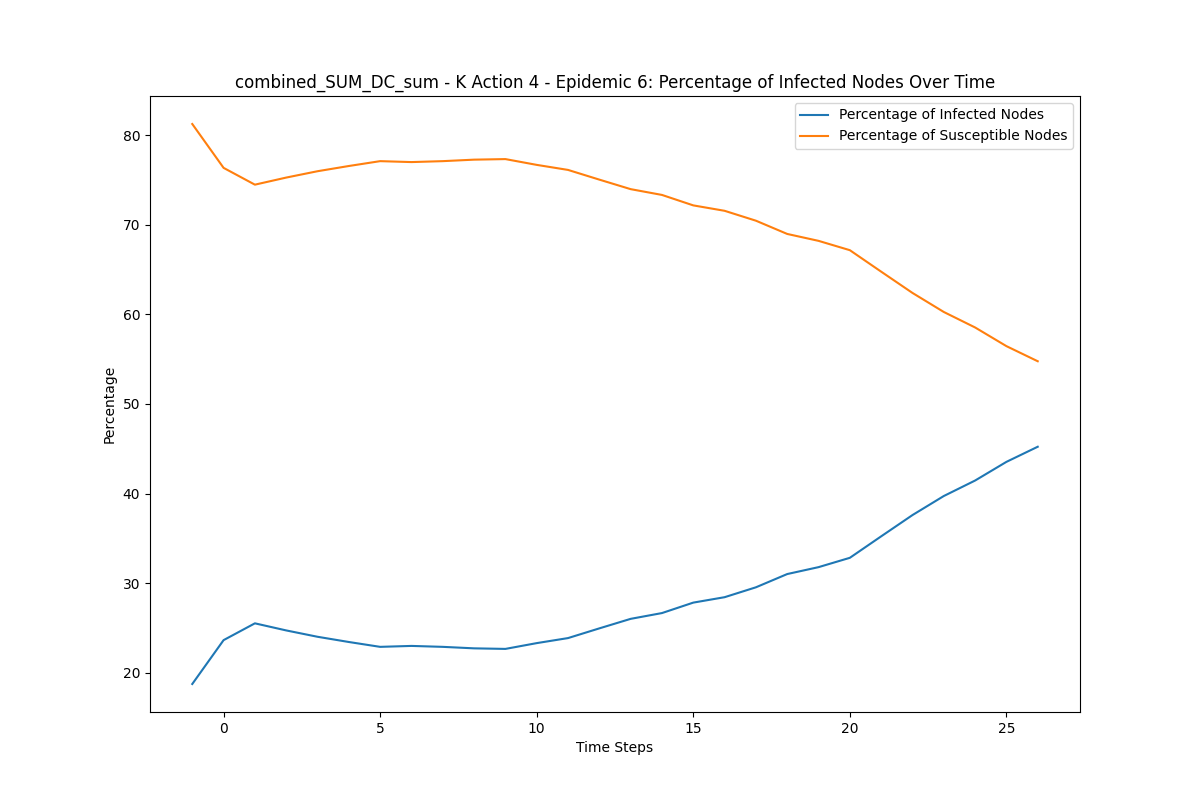 combined_SUM_DC_sum - K Action 4 - Epidemic 6: Percentage of Infected Nodes Over Time
Percentage of Infected Nodes
Percentage of Susceptible Nodes
80
70
60
50
40
30
20
Percentage
0 5 10 15 20 25
Time Steps